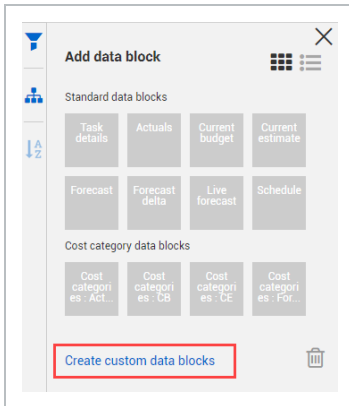 Add data block
Standard data blocks
Task
details
Actuals
Current
budget
Current
estimate
Forecast
Forecast
delta
Live
forecast
Schedule
Cost category data blocks
Cost
categori
es : Act...
Cost
categori
es : CB
Cost
categori
es : CE
Cost
categori
es : For...
Create custom data blocks
A
Z